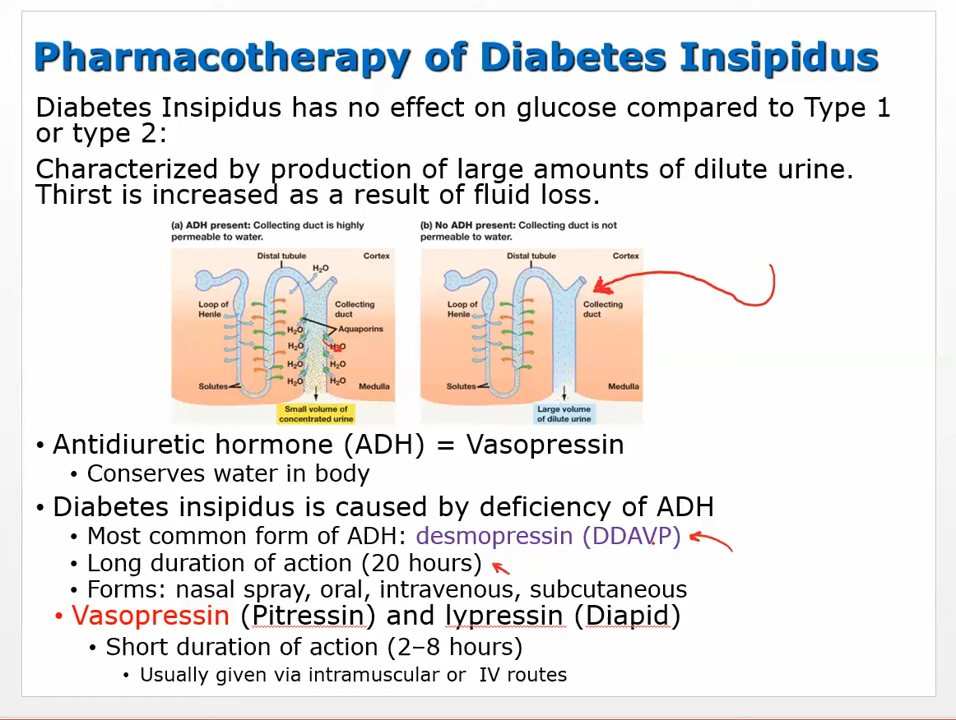 Pharmacotherapy of Diabetes Insipidus
Diabetes Insipidus has no effect on glucose compared to Type 1
or type 2:
Characterized by production of large amounts of dilute urine.
Thirst is increased as a result of fluid loss.
(a) ADH present: Collecting duct is highly
permeable to water.
Distal tubule
Cortex
H₂O
Loop of
Henle
Collecting
duct
Aquaporins
H₂O
H₂O
H₂O
H₂O
H₂O
H₂O
H₂O
Solutes
Medulla
Small volume of
concentrated urine
(b) No ADH present: Collecting duct is not
permeable to water.
Distal tubule
Cortex
Loop of
Henle
Collecting
duct
Solutes
Medulla
Large volume
of dilute urine
• Antidiuretic hormone (ADH) = Vasopressin
• Conserves water in body
• Diabetes insipidus is caused by deficiency of ADH
• Most common form of ADH: desmopressin (DDAVP)
• Long duration of action (20 hours)
• Forms: nasal spray, oral, intravenous, subcutaneous
• Vasopressin (Pitressin) and lypressin (Diapid)
• Short duration of action (2–8 hours)
• Usually given via intramuscular or IV routes